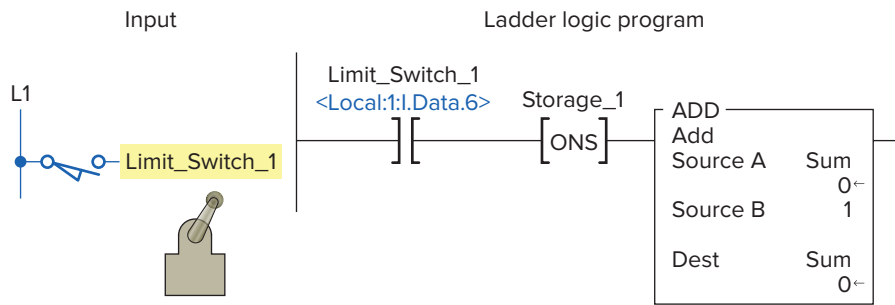 Input
Ladder logic program
L1
Limit_Switch_1
Limit_Switch_1
<Local:1:I.Data.6>
Storage_1
ONS
ADD
Add
Source A Sum
0←
Source B 1
Dest Sum
0←